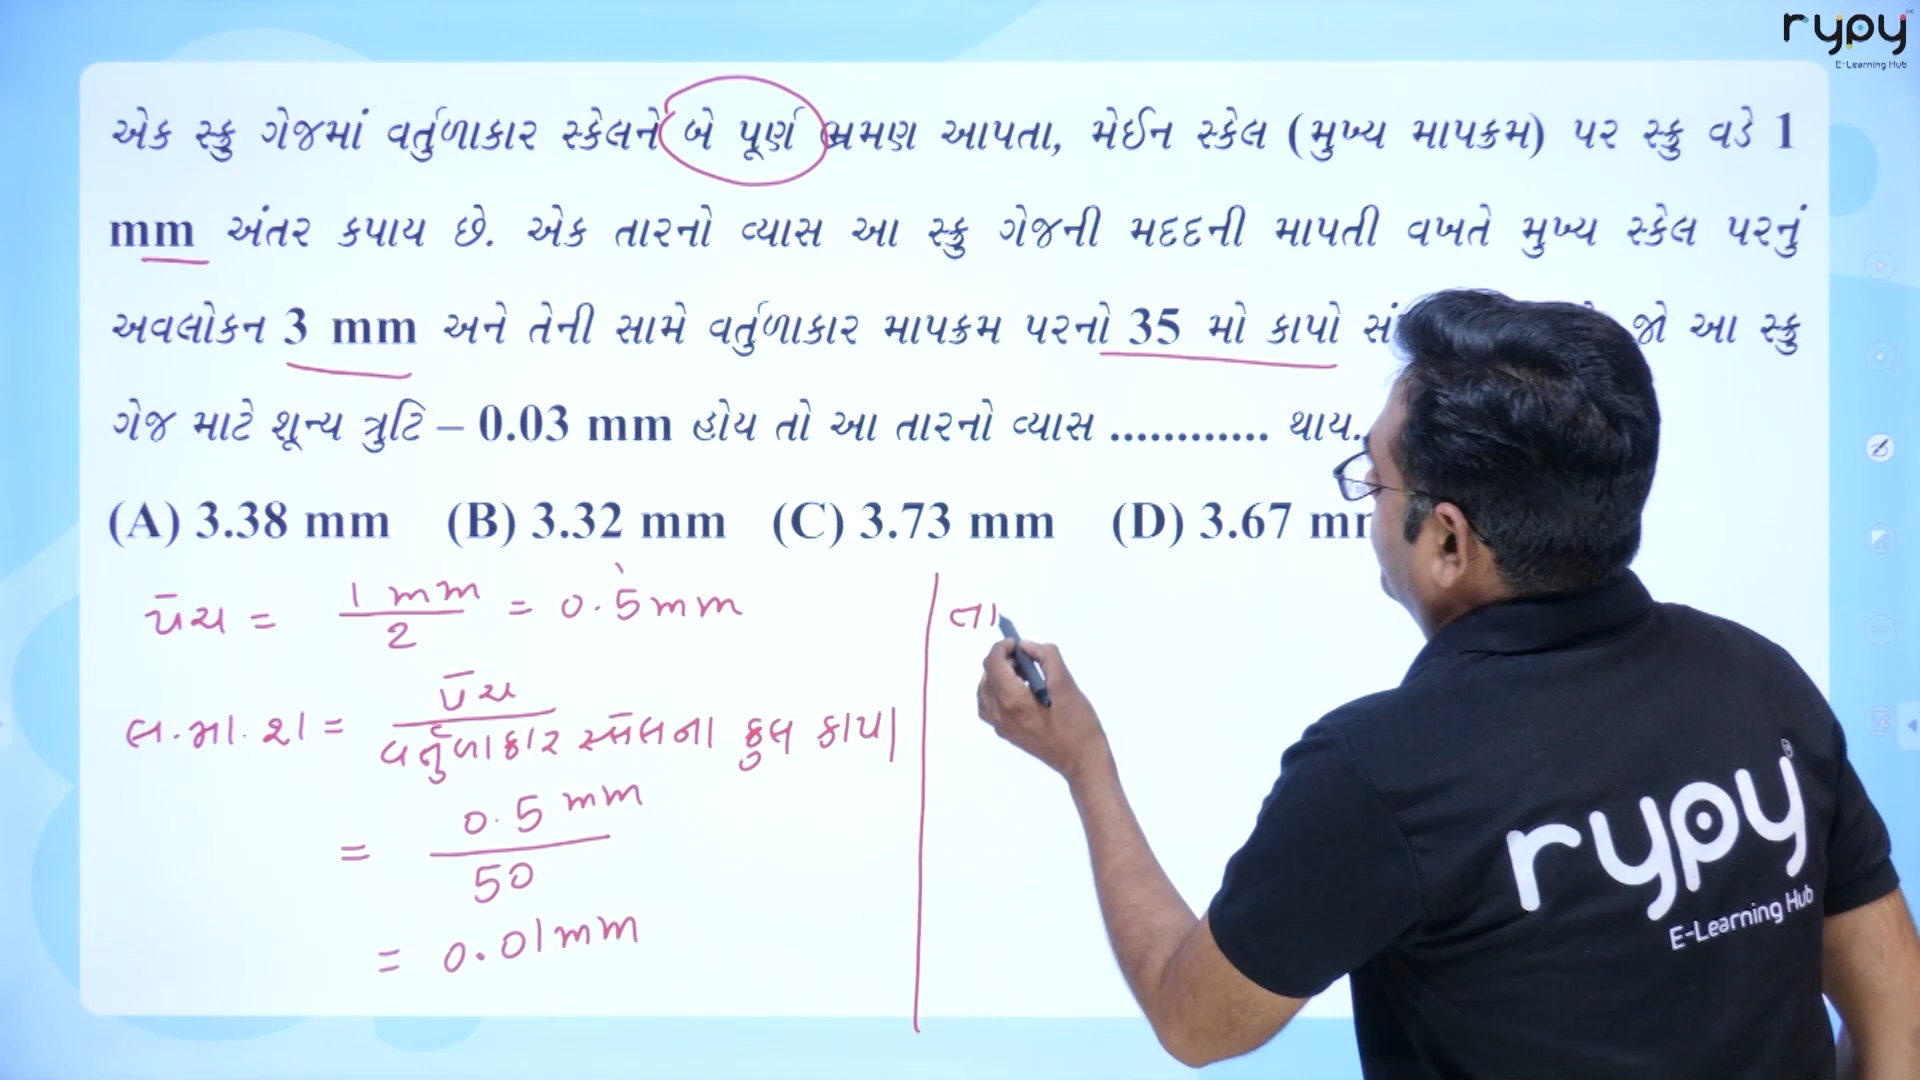 rypy
E-Learning Hub
એક સ્ક્રુ ગેજમાં વર્તુળાકાર સ્કેલને બે પૂર્ણ ભ્રમણ આપતા, મેઈન સ્કેલ (મુખ્ય માપક્રમ) પર સ્ક્રુ વડે 1
mm અંતર કપાય છે. એક તારનો વ્યાસ આ સ્ક્રુ ગેજની મદદની માપતી વખતે મુખ્ય સ્કેલ પરનું
અવલોકન 3 mm અને તેની સામે વર્તુળાકાર માપક્રમ પરનો 35 મો કાપો જો આ સ્ક્રુ
ગેજ માટે શૂન્ય ત્રુટિ – 0.03 mm હોય તો આ તારનો વ્યાસ ............ થાય.
(A) 3.38 mm (B) 3.32 mm (C) 3.73 mm (D) 3.67
પેચ = 1 mm / 2 = 0.5 mm
લ.મા.શ = પેચ / વર્તુળાકાર સ્કેલના કુલ કાપા
= 0.5 mm / 50
= 0.01 mm
તા
rypy
E-Learning Hub